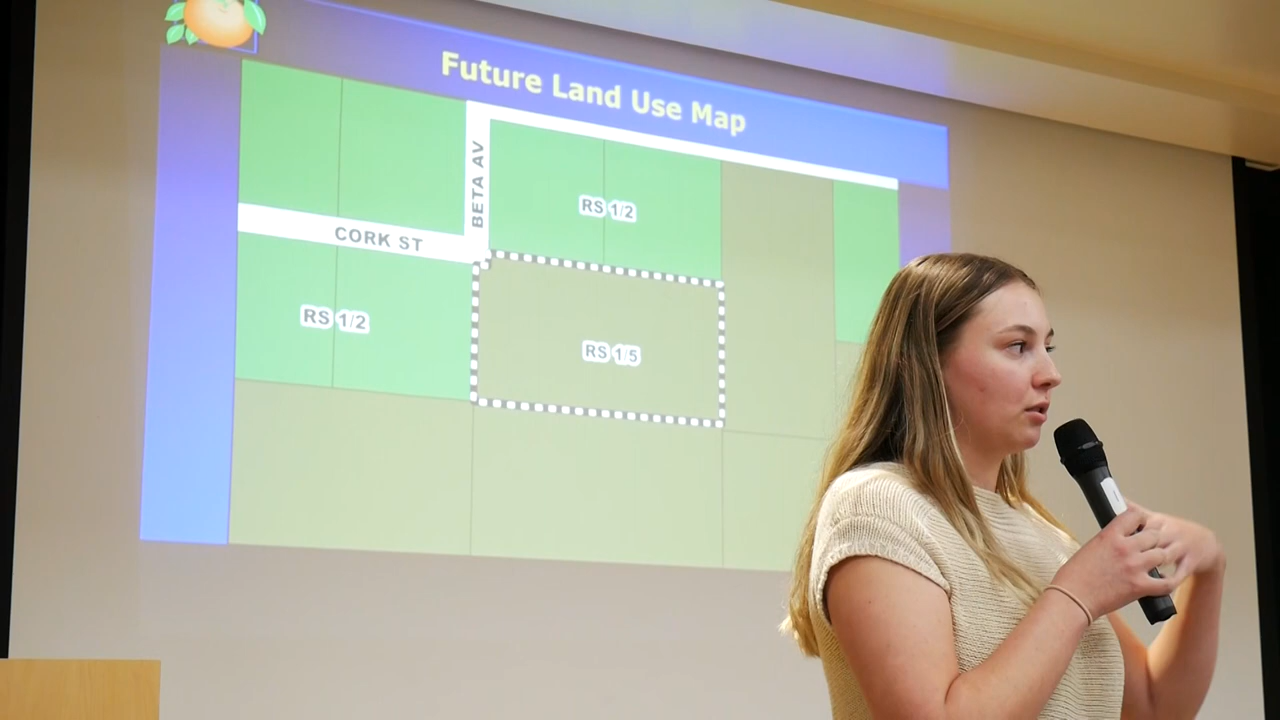 Future Land Use Map
BETA AV
RS 1/2
CORK ST
RS 1/2
RS 1/5